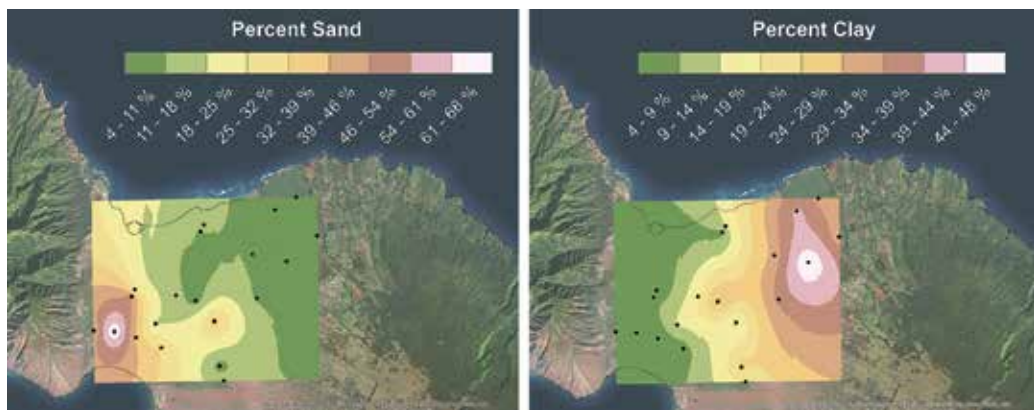 Percent Sand
4 - 11 %
11 - 18 %
18 - 25 %
25 - 32 %
32 - 39 %
39 - 46 %
46 - 54 %
54 - 61 %
61 - 68 %
Percent Clay
4 - 9 %
9 - 14 %
14 - 19 %
19 - 24 %
24 - 29 %
29 - 34 %
34 - 39 %
39 - 44 %
44 - 48 %